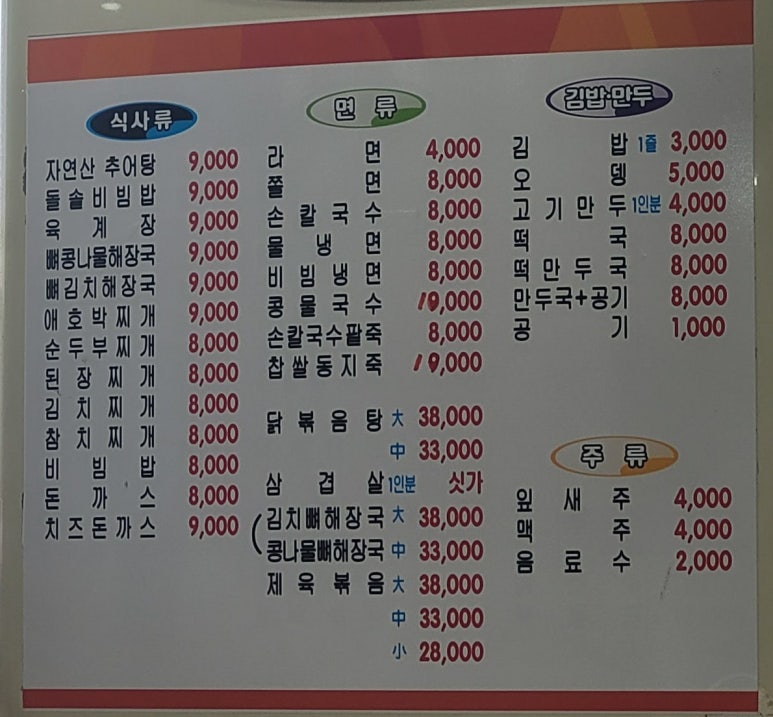 식사류
자연산 추어탕 9,000
돌솥비빔밥 9,000
육계장 9,000
뼈콩나물해장국 9,000
뼈김치해장국 9,000
애호박찌개 9,000
순두부찌개 8,000
된장찌개 8,000
김치찌개 8,000
참치찌개 8,000
비빔밥 8,000
돈까스 8,000
치즈돈까스 9,000
면류
라면 4,000
쫄면 8,000
손칼국수 8,000
물냉면 8,000
비빔냉면 8,000
콩물국수 10,000
손칼국수팥죽 8,000
찹쌀동지죽 19,000
닭볶음탕 大 38,000
中 33,000
삼겹살 1인분 싯가
김치뼈해장국 大 38,000
콩나물뼈해장국 中 33,000
제육볶음 大 38,000
中 33,000
小 28,000
김밥·만두
김밥 1줄 3,000
오뎅 5,000
고기만두 1인분 4,000
떡국 8,000
떡만두국 8,000
만두국+공기 8,000
공기 1,000
주류
잎새주 4,000
맥주 4,000
음료수 2,000